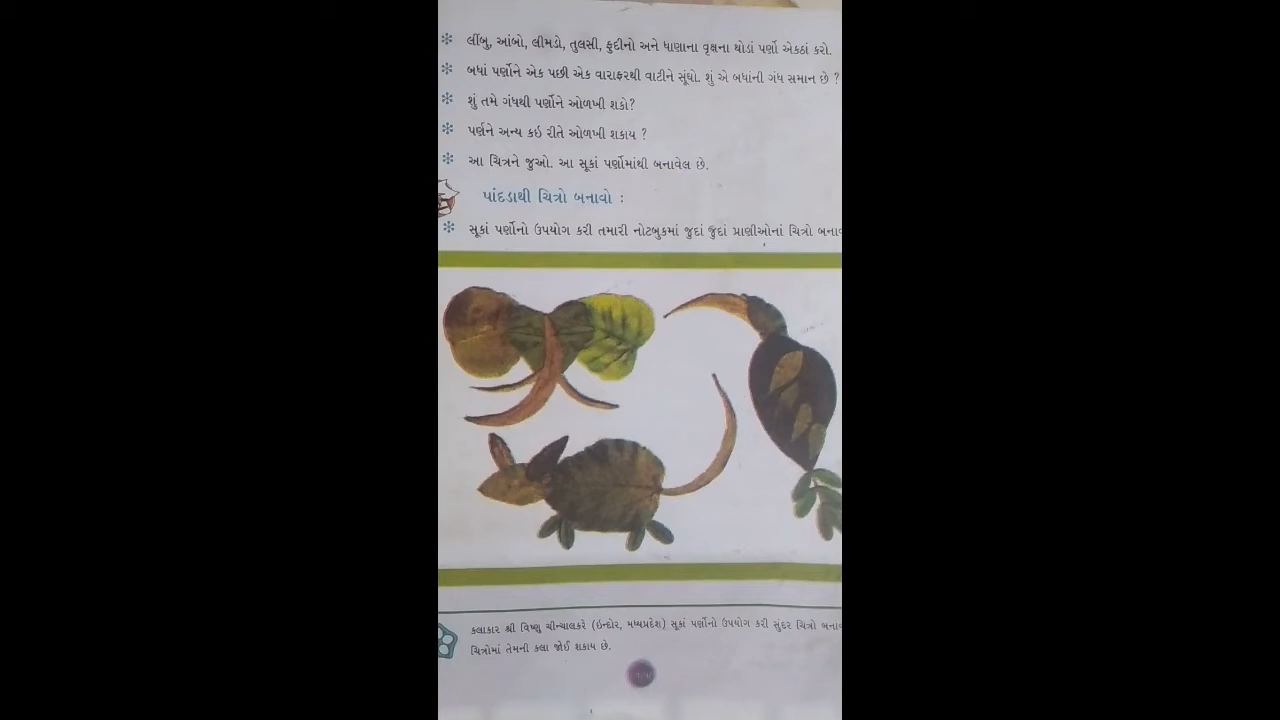 લીંબુ, આંબો, લીમડો, તુલસી, ફુદીનો અને ધાણાના વૃક્ષના થોડાં પર્ણો એકઠાં કરો.
બધાં પર્ણોને એક પછી એક વારાફરથી વાટીને સૂંઘો. શું એ બધાંની ગંધ સમાન છે ?
શું તમે ગંધથી પર્ણોને ઓળખી શકો?
પર્ણને અન્ય કઇ રીતે ઓળખી શકાય ?
આ ચિત્રને જુઓ. આ સૂકાં પર્ણોમાંથી બનાવેલ છે.
પાંદડાથી ચિત્રો બનાવો :
સૂકાં પર્ણોનો ઉપયોગ કરી તમારી નોટબુકમાં જુદાં જુદાં પ્રાણીઓનાં ચિત્રો
કલાકાર શ્રી વિષ્ણુ ચીન્ચાલકરે (ઇન્દોર, મધ્યપ્રદેશ) સૂકાં પર્ણોનો ઉપયોગ કરી સુંદર ચિત્રો
ચિત્રોમાં તેમની કલા જોઈ શકાય છે.